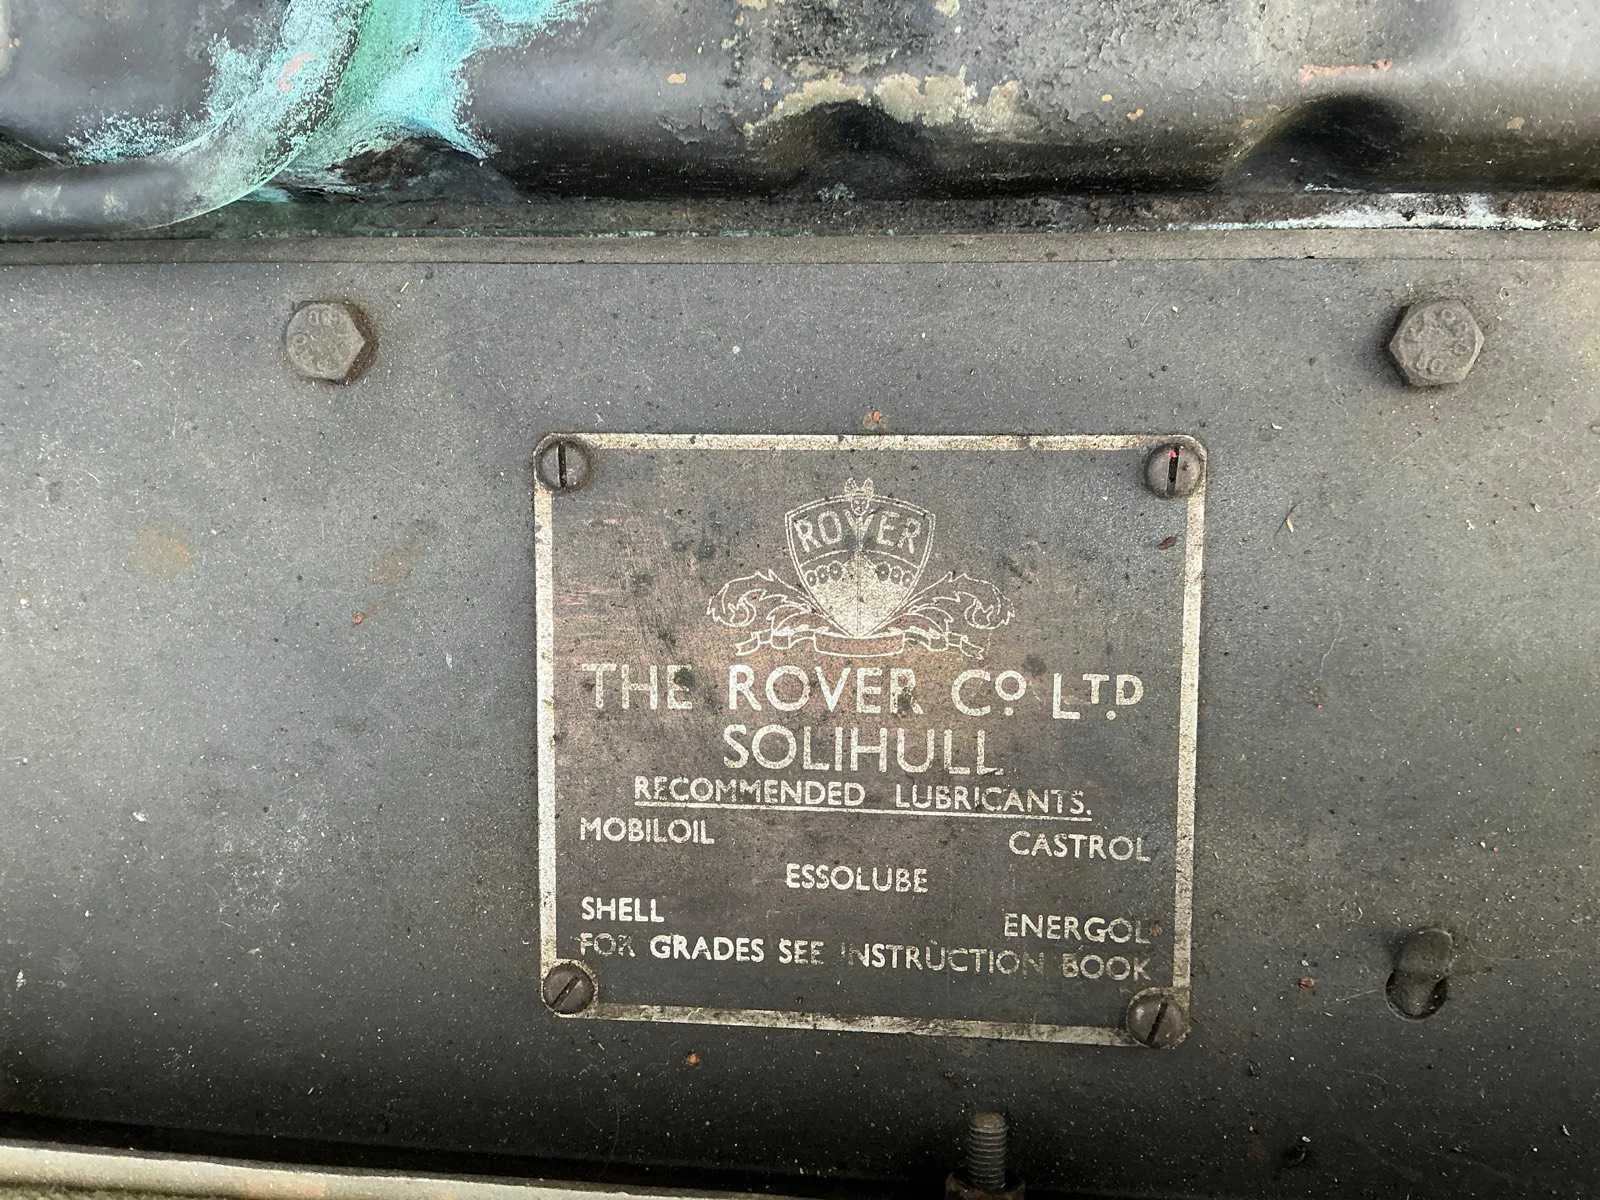 ROVER
THE ROVER Co. LTD
SOLIHULL
RECOMMENDED LUBRICANTS.
MOBILOIL CASTROL
ESSOLUBE
SHELL ENERGOL
FOR GRADES SEE INSTRUCTION BOOK